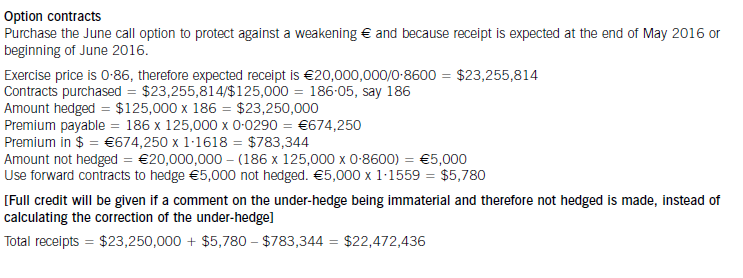 Option contracts
Purchase the June call option to protect against a weakening € and because receipt is expected at the end of May 2016 or
beginning of June 2016.
Exercise price is 0·86, therefore expected receipt is €20,000,000/0·8600 = $23,255,814
Contracts purchased = $23,255,814/$125,000 = 186·05, say 186
Amount hedged = $125,000 x 186 = $23,250,000
Premium payable = 186 x 125,000 x 0·0290 = €674,250
Premium in $ = €674,250 x 1·1618 = $783,344
Amount not hedged = €20,000,000 – (186 x 125,000 x 0·8600) = €5,000
Use forward contracts to hedge €5,000 not hedged. €5,000 x 1·1559 = $5,780
[Full credit will be given if a comment on the under-hedge being immaterial and therefore not hedged is made, instead of
calculating the correction of the under-hedge]
Total receipts = $23,250,000 + $5,780 – $783,344 = $22,472,436